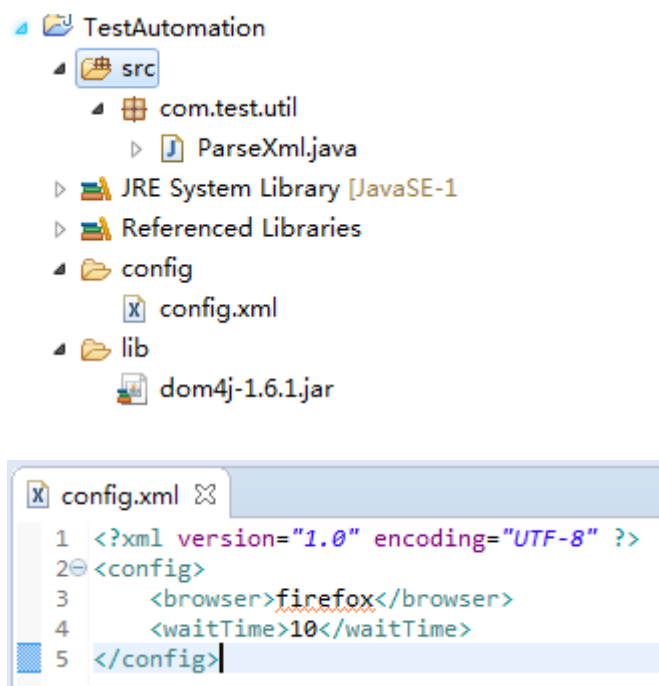 TestAutomation
src
com.test.util
ParseXml.java
JRE System Library [JavaSE-1
Referenced Libraries
config
config.xml
lib
dom4j-1.6.1.jar
config.xml
1 <?xml version="1.0" encoding="UTF-8" ?>
2 <config>
3 <browser>firefox</browser>
4 <waitTime>10</waitTime>
5 </config>